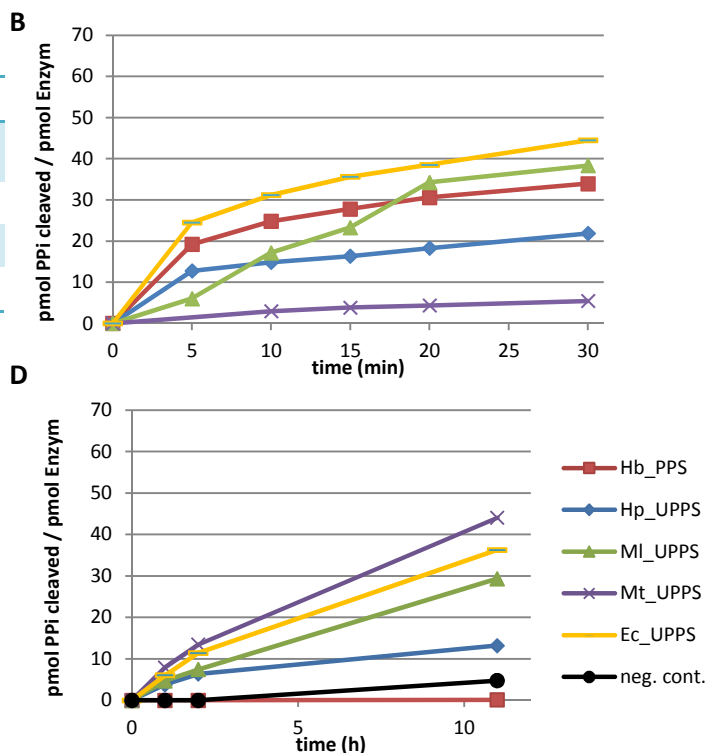 B
pmol PPi cleaved / pmol Enzym
70
60
50
40
30
20
10
0
0 5 10 15 20 25 30
time (min)
D
pmol PPi cleaved / pmol Enzym
70
60
50
40
30
20
10
0
0 5 10
time (h)
Hb_PPS
Hp_UPPS
Ml_UPPS
Mt_UPPS
Ec_UPPS
neg. cont.